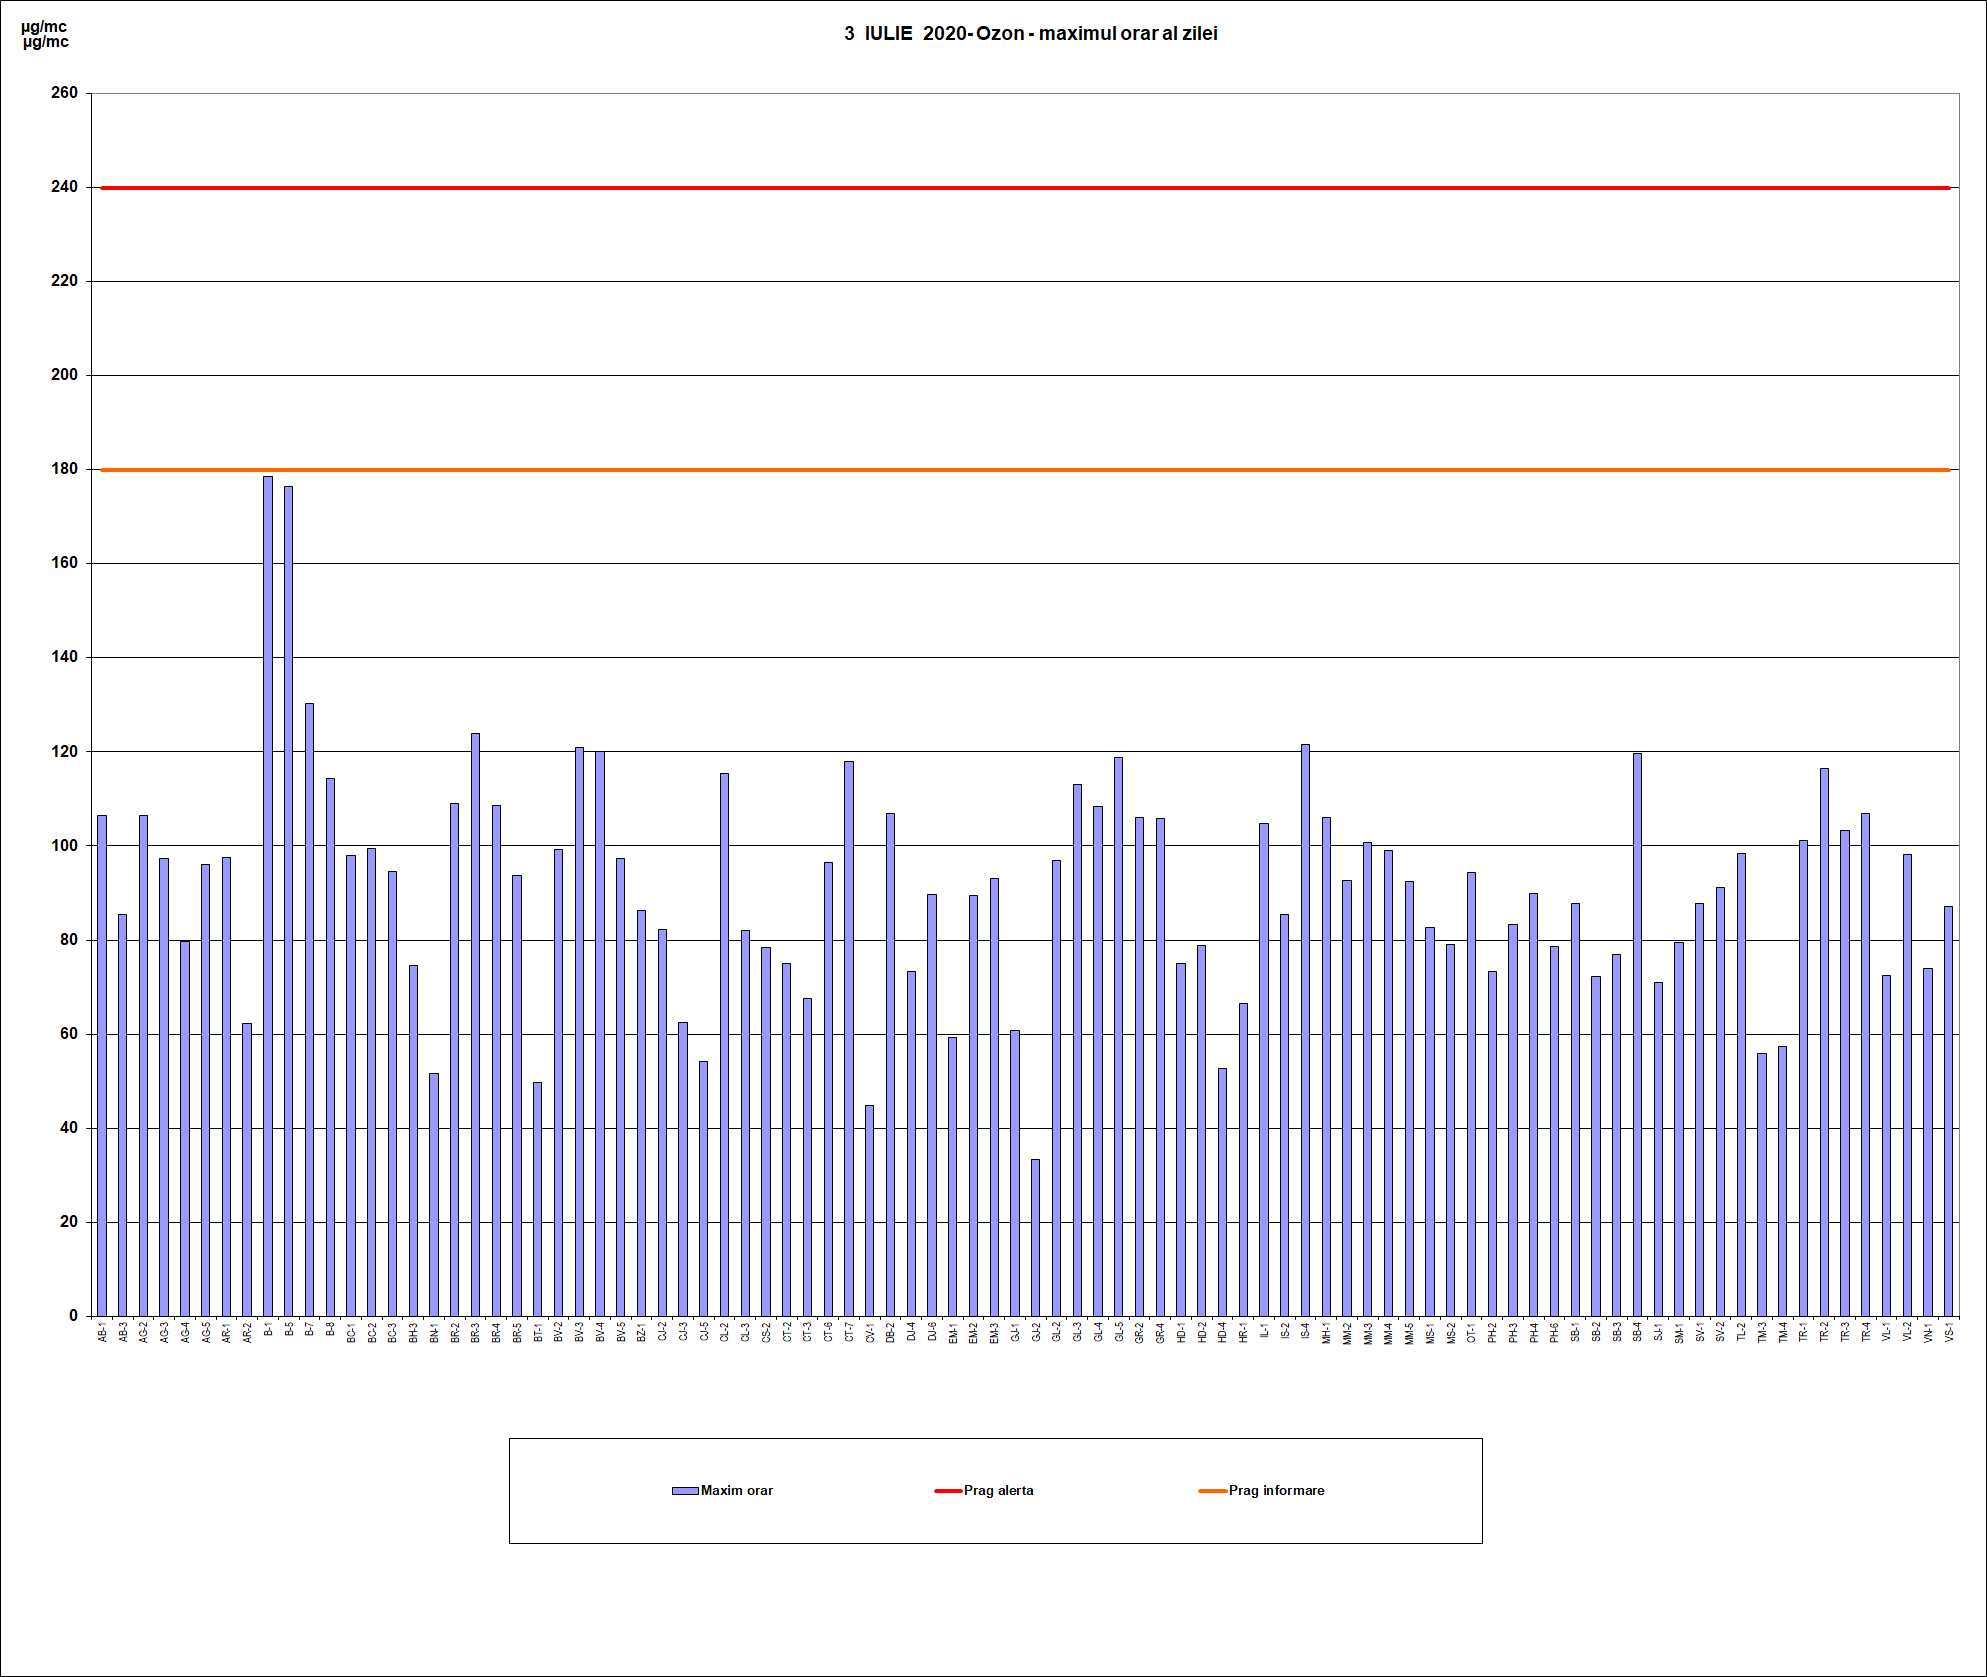 µg/mc
µg/mc
3 IULIE 2020- Ozon - maximul orar al zilei
260
240
220
200
180
160
140
120
100
80
60
40
20
0
AB-1 AB-3 AG-2 AG-3 AG-4 AG-5 AR-1 AR-2 B-1 B-5 B-7 B-8 BC-1 BC-2 BC-3 BH-3 BN-1 BR-2 BR-3 BR-4 BR-5 BT-1 BV-2 BV-3 BV-4 BV-5 BZ-1 CJ-2 CJ-3 CJ-5 CL-2 CL-3 CS-2 CT-2 CT-3 CT-6 CT-7 CV-1 DB-2 DJ-4 DJ-6 EM-1 EM-2 EM-3 GJ-1 GJ-2 GL-2 GL-3 GL-4 GL-5 GR-2 GR-4 HD-1 HD-2 HD-4 HR-1 IL-1 IS-2 IS-4 MH-1 MM-2 MM-3 MM-4 MM-5 MS-1 MS-2 OT-1 PH-2 PH-3 PH-4 PH-6 SB-1 SB-2 SB-3 SB-4 SJ-1 SM-1 SV-1 SV-2 TL-2 TM-3 TM-4 TR-1 TR-2 TR-3 TR-4 VL-1 VL-2 VN-1 VS-1
Maxim orar Prag alerta Prag informare